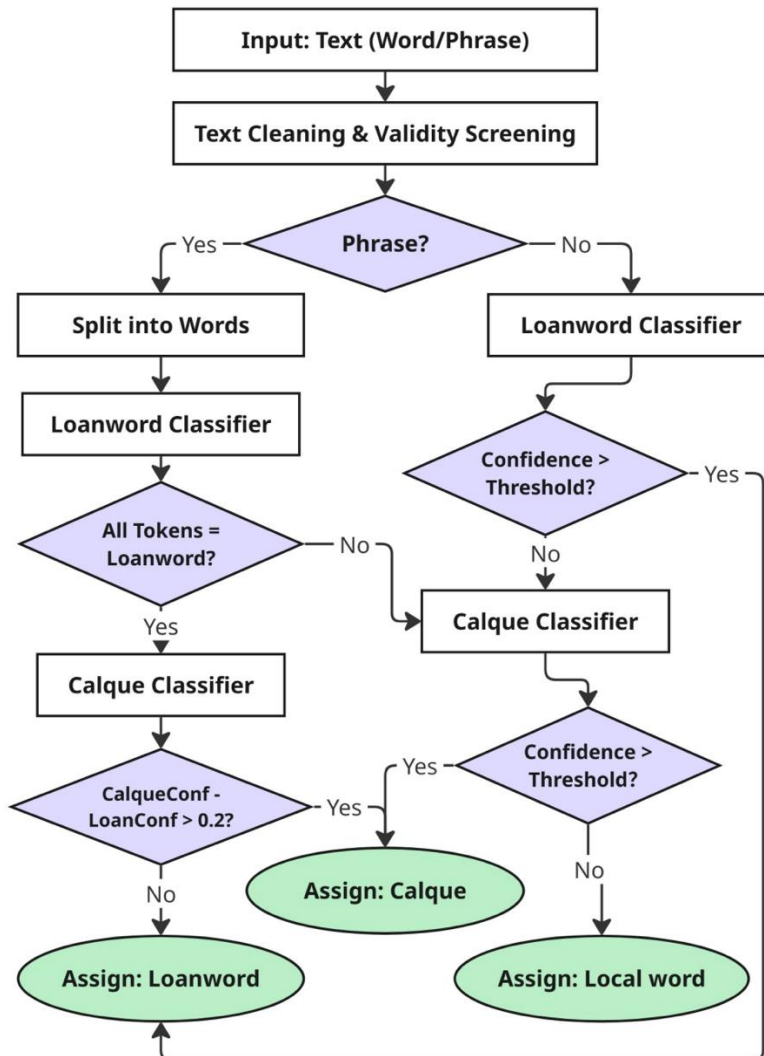 Input: Text (Word/Phrase)
Text Cleaning & Validity Screening
Phrase?
Yes
No
Split into Words
Loanword Classifier
Loanword Classifier
Confidence >
Threshold?
Yes
All Tokens =
Loanword?
No
No
Yes
Calque Classifier
Calque Classifier
Confidence >
Threshold?
Yes
CalqueConf -
LoanConf > 0.2?
Yes
No
No
Assign: Calque
Assign: Loanword
Assign: Local word